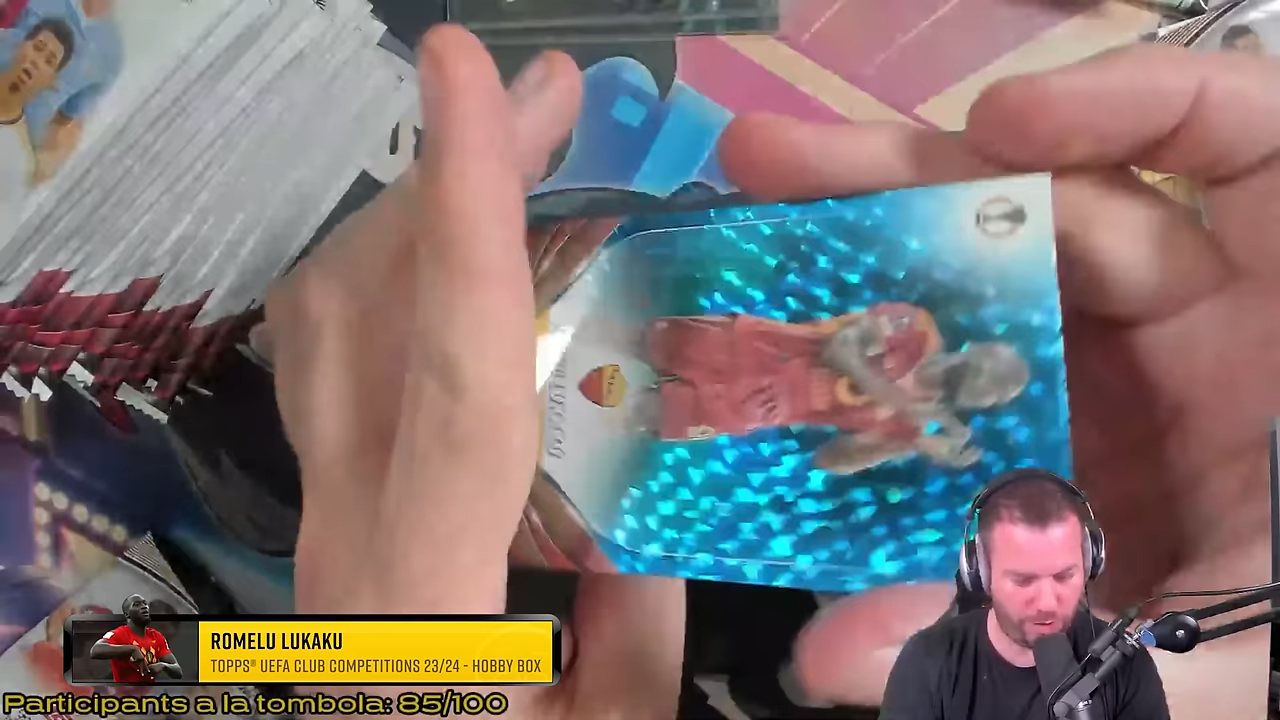 ROMELU LUKAKU
TOPPS® UEFA CLUB COMPETITIONS 23/24 - HOBBY BOX
Participants a la tombola: 85/100